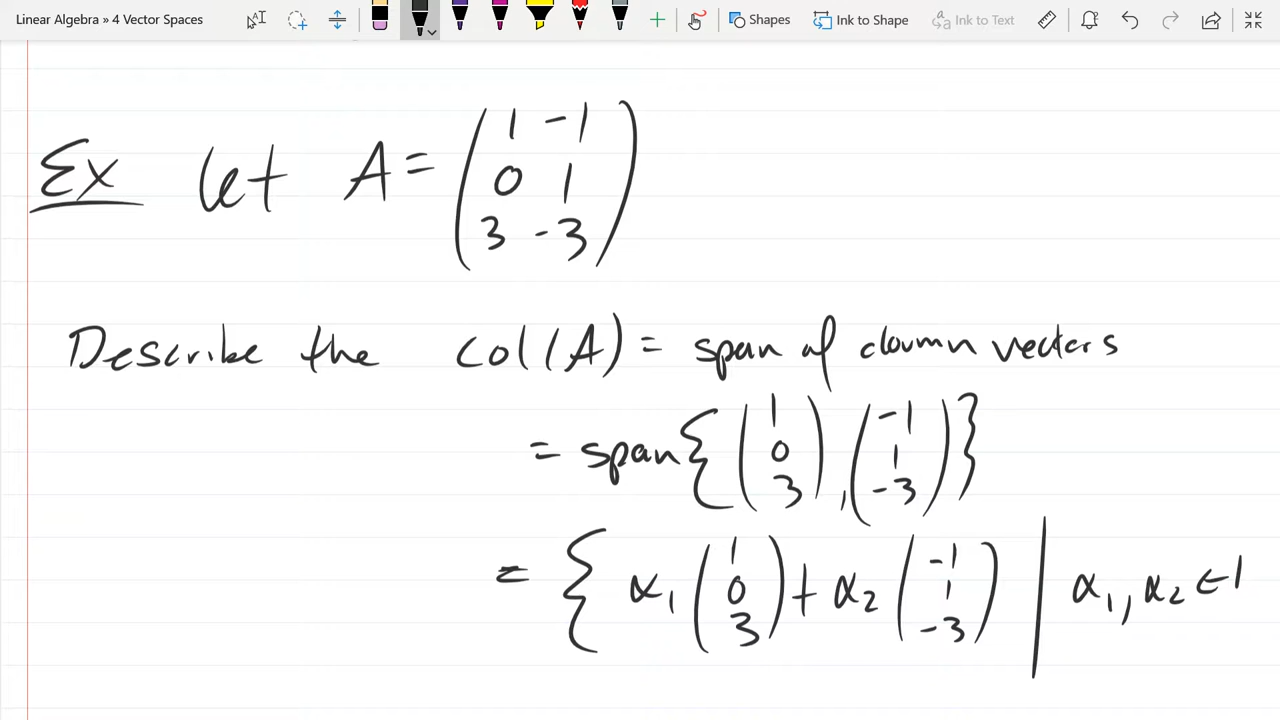 Linear Algebra » 4 Vector Spaces Shapes Ink to Shape Ink to Text
Ex let A = ( 1 -1
0 1
3 -3 )
Describe the col(A) = span of column vectors
= span{ ( 1 0 3 ), ( -1 1 -3 ) }
= { α₁ ( 1 0 3 ) + α₂ ( -1 1 -3 ) | α₁, α₂ ∈